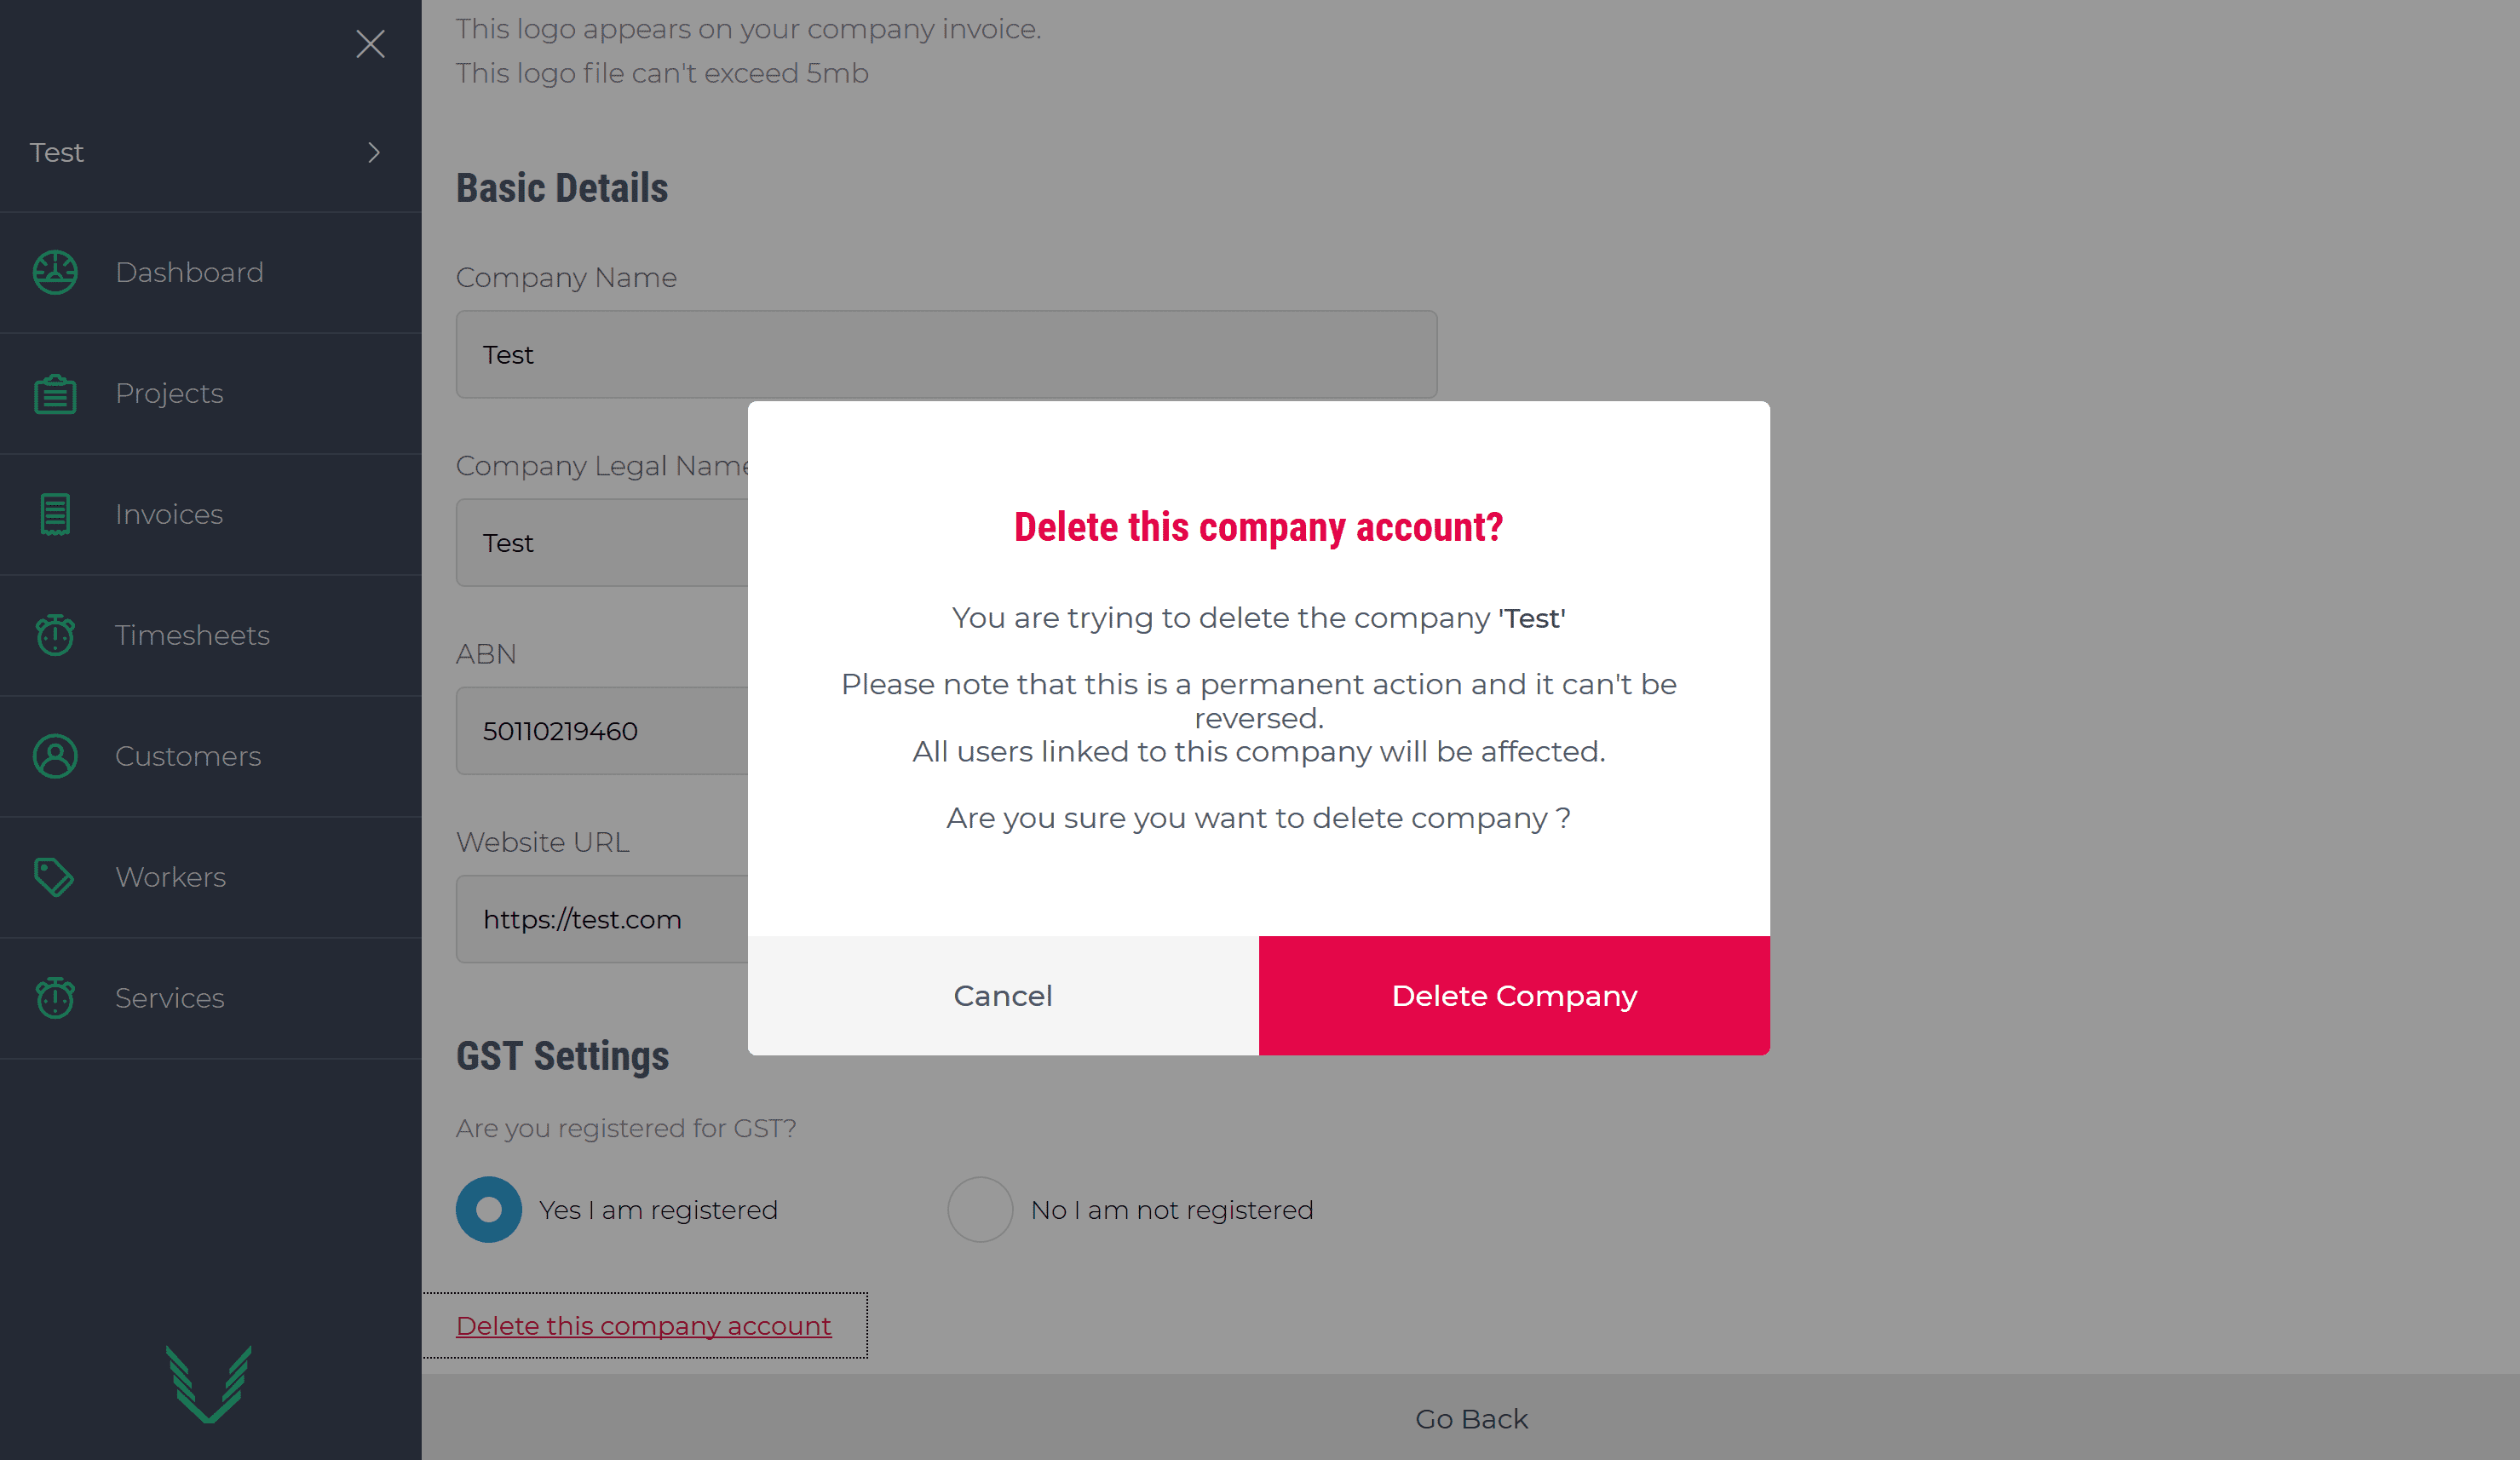 Test
Dashboard
Projects
Invoices
Timesheets
Customers
Workers
Services
This logo appears on your company invoice.
This logo file can't exceed 5mb
Basic Details
Company Name
Test
Company Legal Name
Test
ABN
50110219460
Website URL
https://test.com
GST Settings
Are you registered for GST?
Yes I am registered
No I am not registered
Delete this company account
Go Back
Delete this company account?
You are trying to delete the company 'Test'
Please note that this is a permanent action and it can't be
reversed.
All users linked to this company will be affected.
Are you sure you want to delete company ?
Cancel
Delete Company